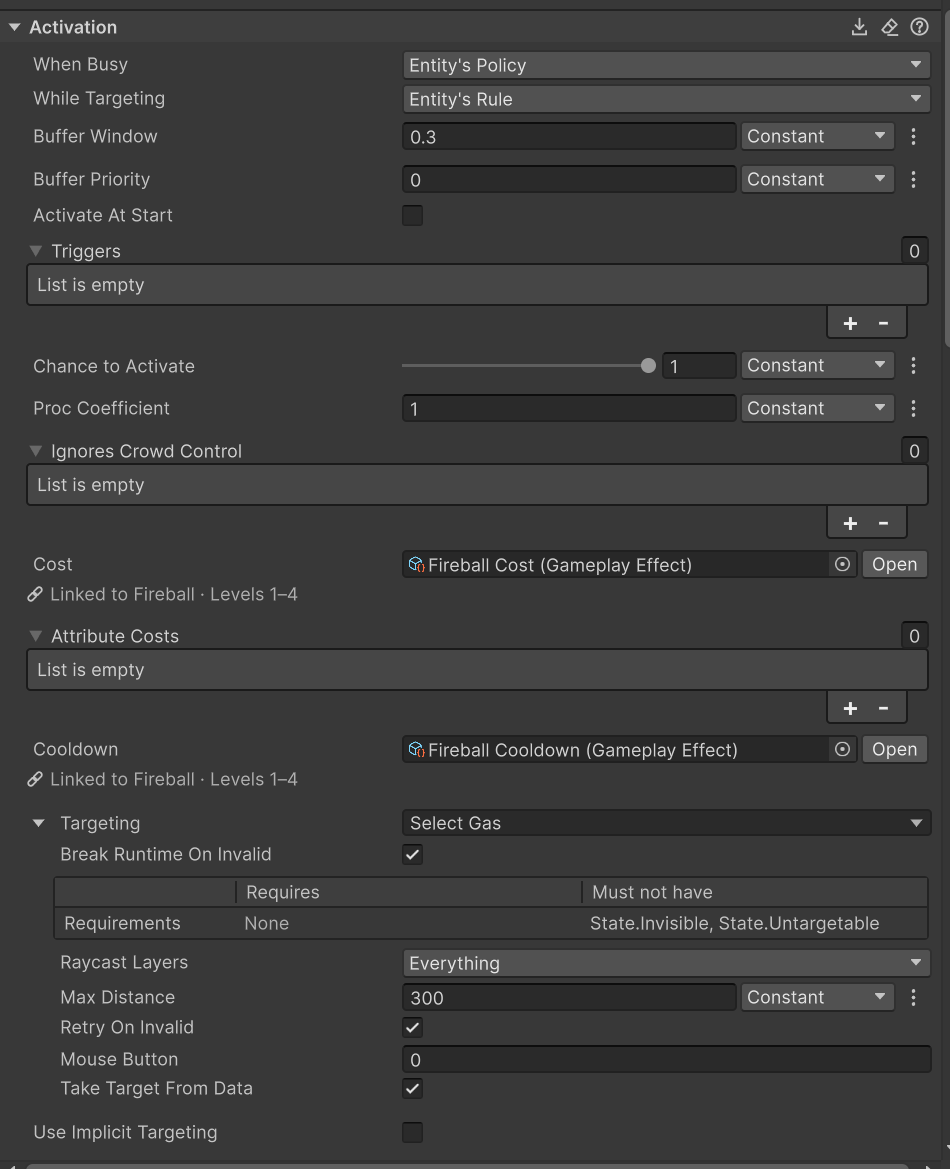 Activation
When Busy Entity's Policy
While Targeting Entity's Rule
Buffer Window 0.3 Constant
Buffer Priority 0 Constant
Activate At Start
Triggers 0
List is empty
+ -
Chance to Activate 1 Constant
Proc Coefficient 1 Constant
Ignores Crowd Control 0
List is empty
+ -
Cost Fireball Cost (Gameplay Effect) Open
Linked to Fireball · Levels 1–4
Attribute Costs 0
List is empty
+ -
Cooldown Fireball Cooldown (Gameplay Effect) Open
Linked to Fireball · Levels 1–4
Targeting Select Gas
Break Runtime On Invalid
Requires Must not have
Requirements None State.Invisible, State.Untargetable
Raycast Layers Everything
Max Distance 300 Constant
Retry On Invalid
Mouse Button 0
Take Target From Data
Use Implicit Targeting